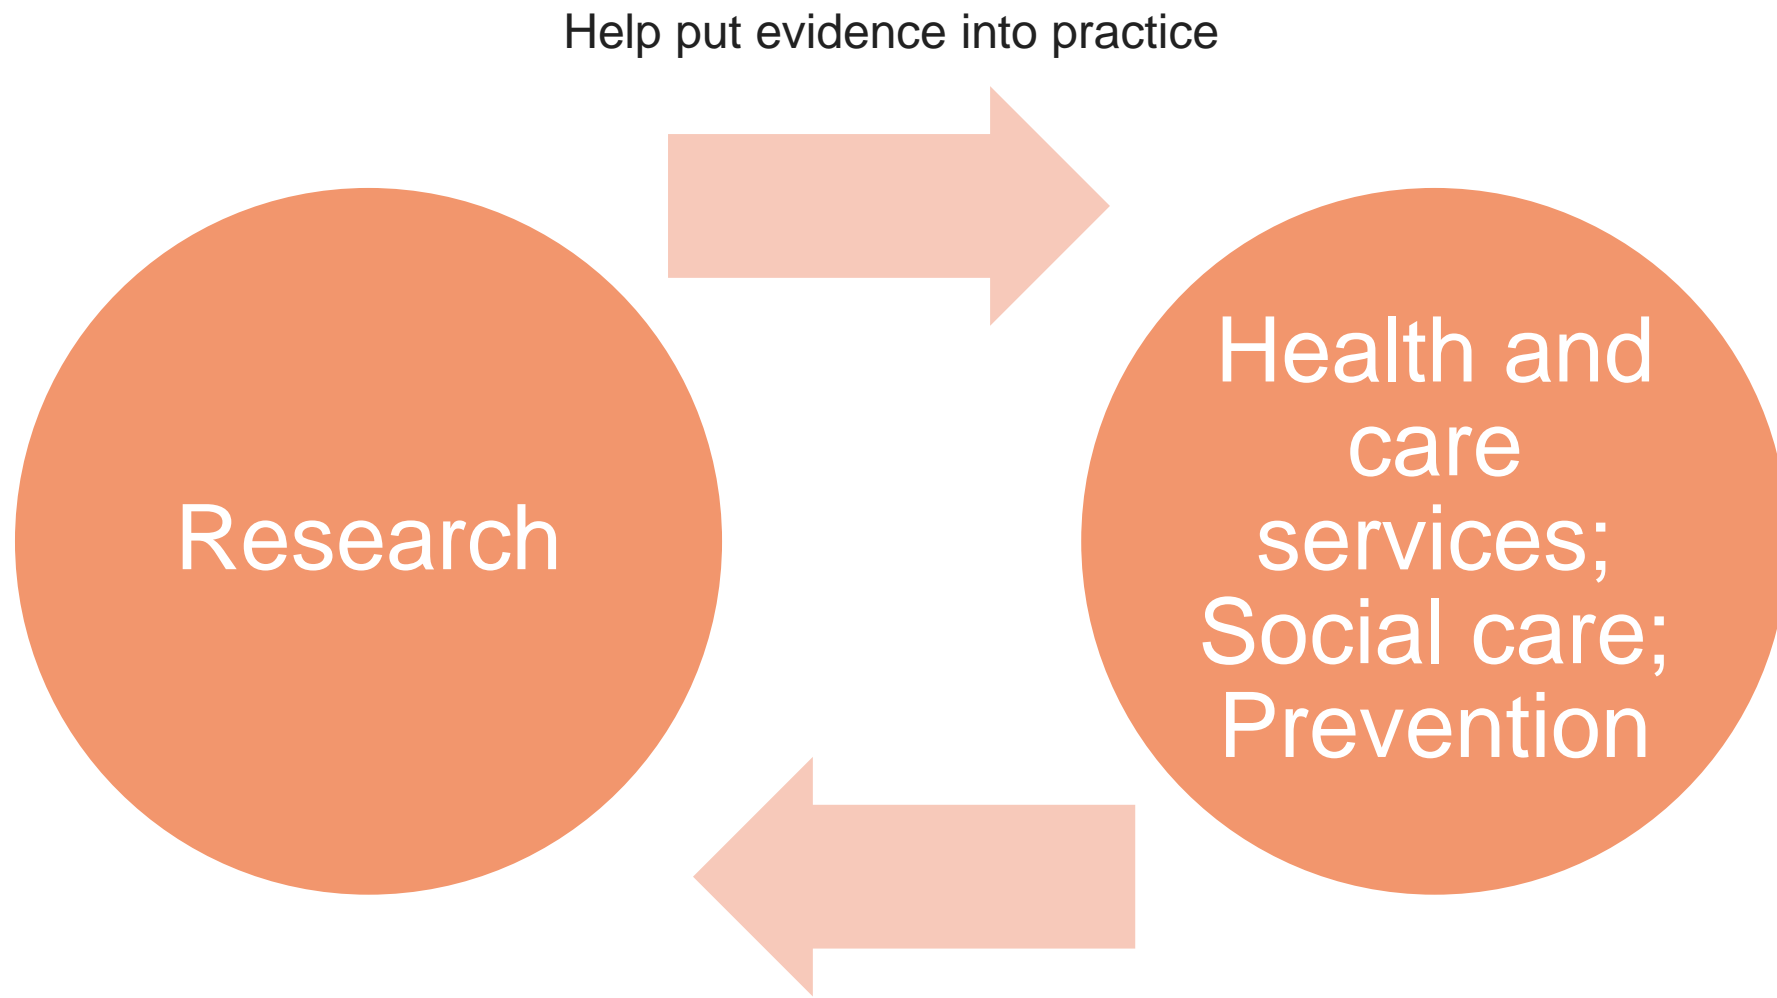 Help put evidence into practice
Research
Health and
care
services;
Social care;
Prevention